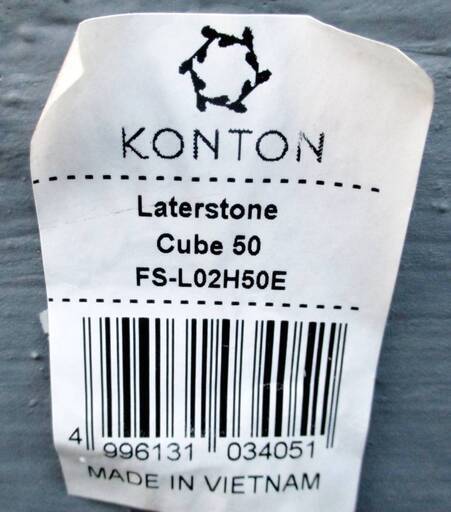 KONTON
Laterstone
Cube 50
FS-L02H50E
4 996131 034051
MADE IN VIETNAM